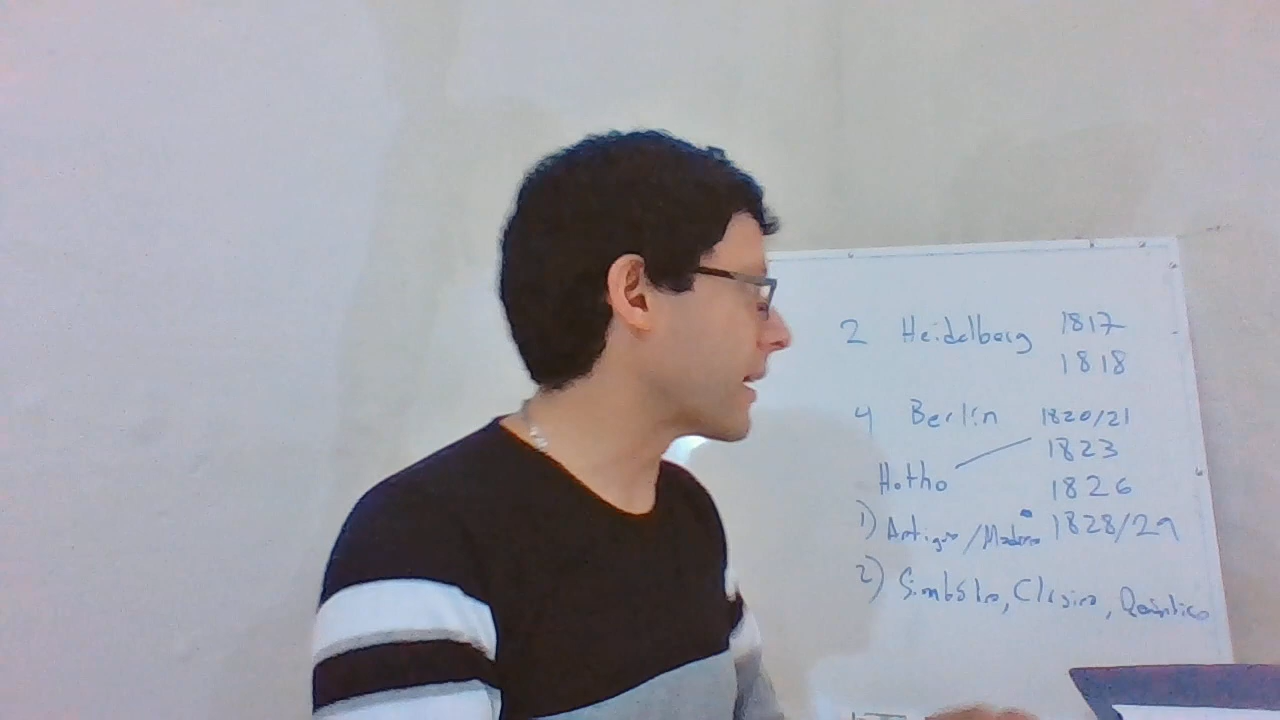 2 Heidelberg 1817
1818
4 Berlin 1820/21
1823
Hotho
1826
1) Antiguo/Moderno 1828/29
2) Simbólico, Clásico, Romántico